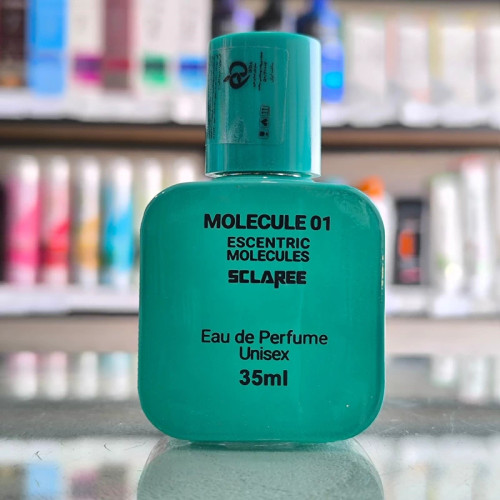 MOLECULE 01
ESCENTRIC
MOLECULES
SCLAREE
Eau de Perfume
Unisex
35ml